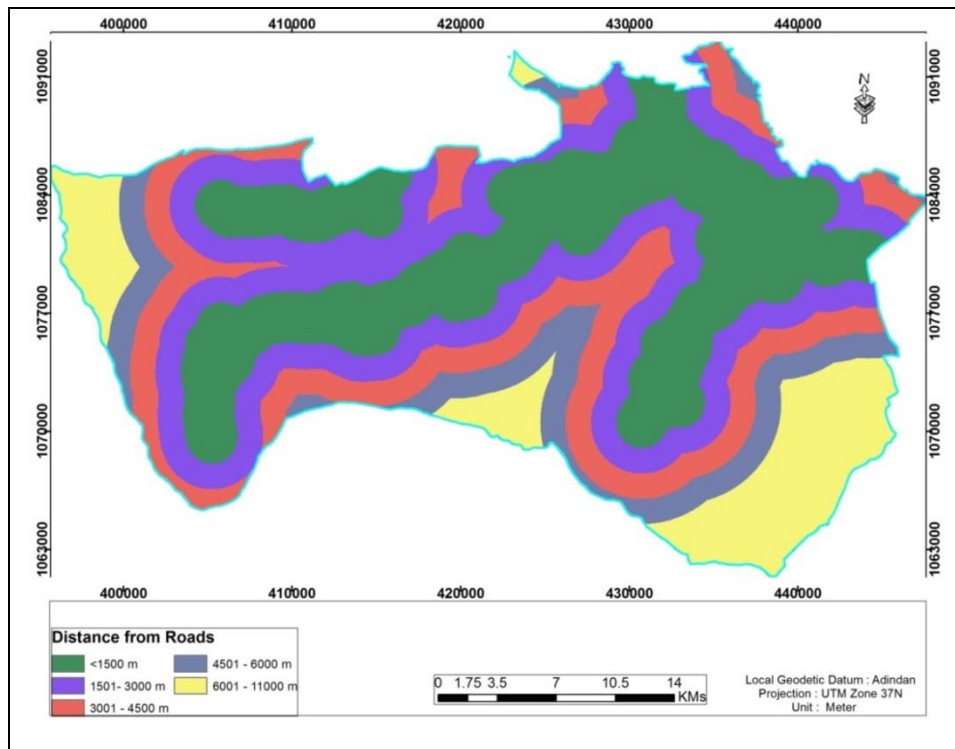 400000 410000 420000 430000 440000
1091000 1091000
N
1084000 1084000
1077000 1077000
1070000 1070000
1063000 1063000
400000 410000 420000 430000 440000
Distance from Roads
<1500 m 4501 - 6000 m
1501- 3000 m 6001 - 11000 m
3001 - 4500 m
0 1.75 3.5 7 10.5 14
KMs
Local Geodetic Datum : Adindan
Projection : UTM Zone 37N
Unit : Meter